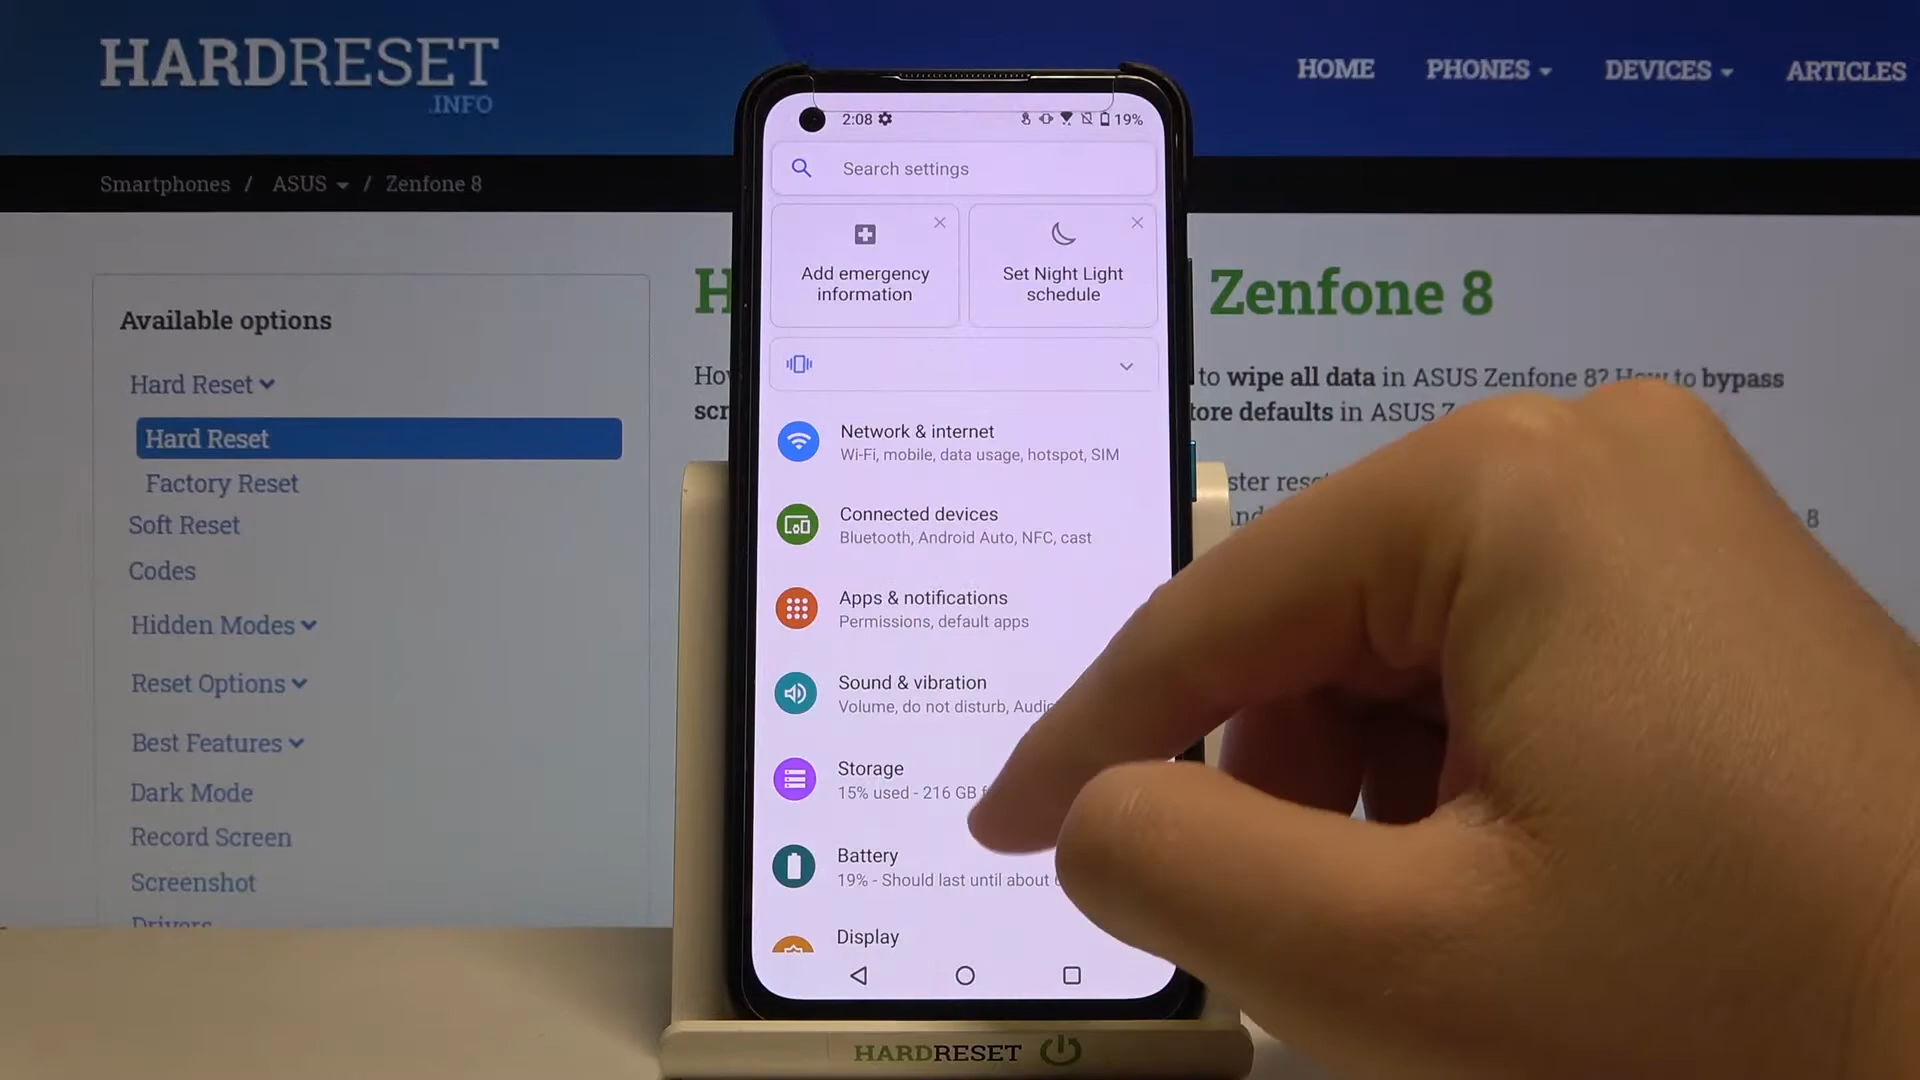 HARDRESET
.INFO
HOME PHONES DEVICES ARTICLES
Smartphones / ASUS / Zenfone 8
Available options
Hard Reset
Hard Reset
Factory Reset
Soft Reset
Codes
Hidden Modes
Reset Options
Best Features
Dark Mode
Record Screen
Screenshot
Drivers
H
Zenfone 8
to wipe all data in ASUS Zenfone 8? How to bypass
in ASUS
8
2:08
19%
Search settings
Add emergency
information
Set Night Light
schedule
Network & internet
Wi-Fi, mobile, data usage, hotspot, SIM
Connected devices
Bluetooth, Android Auto, NFC, cast
Apps & notifications
Permissions, default apps
Sound & vibration
Volume, do not disturb,
Storage
15% used - 216 GB
Battery
19% - Should last until about
Display
HARDRESET